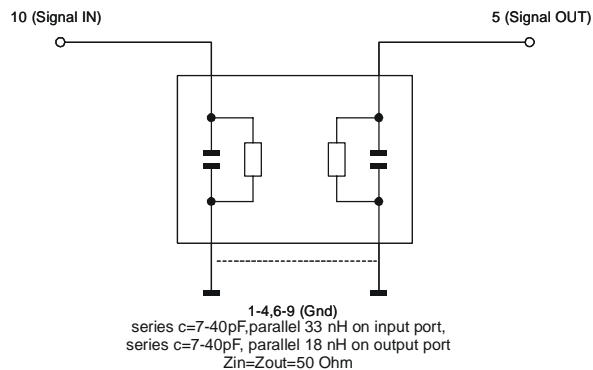 10 (Signal IN)
5 (Signal OUT)
1-4,6-9 (Gnd)
series c=7-40pF,parallel 33 nH on input port,
series c=7-40pF, parallel 18 nH on output port
Zin=Zout=50 Ohm